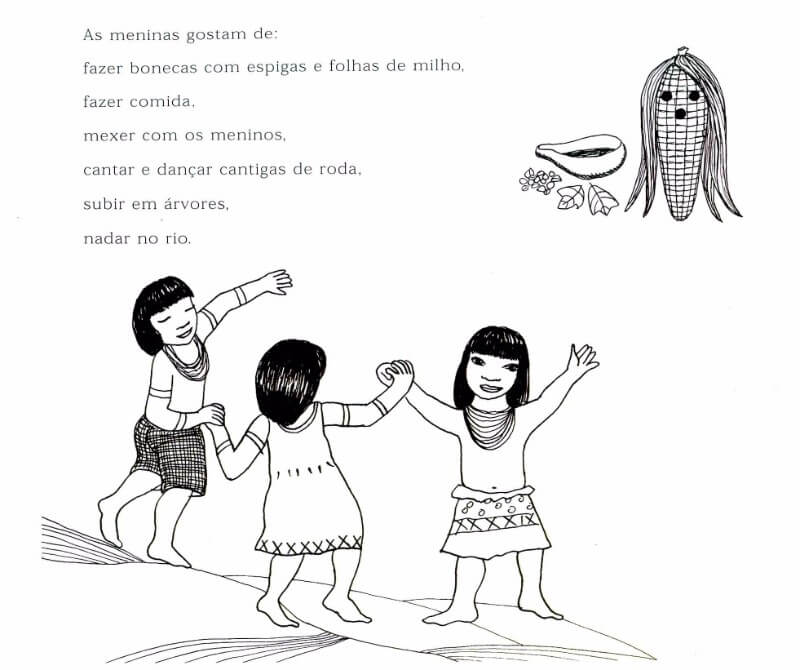 As meninas gostam de:
fazer bonecas com espigas e folhas de milho,
fazer comida,
mexer com os meninos,
cantar e dançar cantigas de roda,
subir em árvores,
nadar no rio.